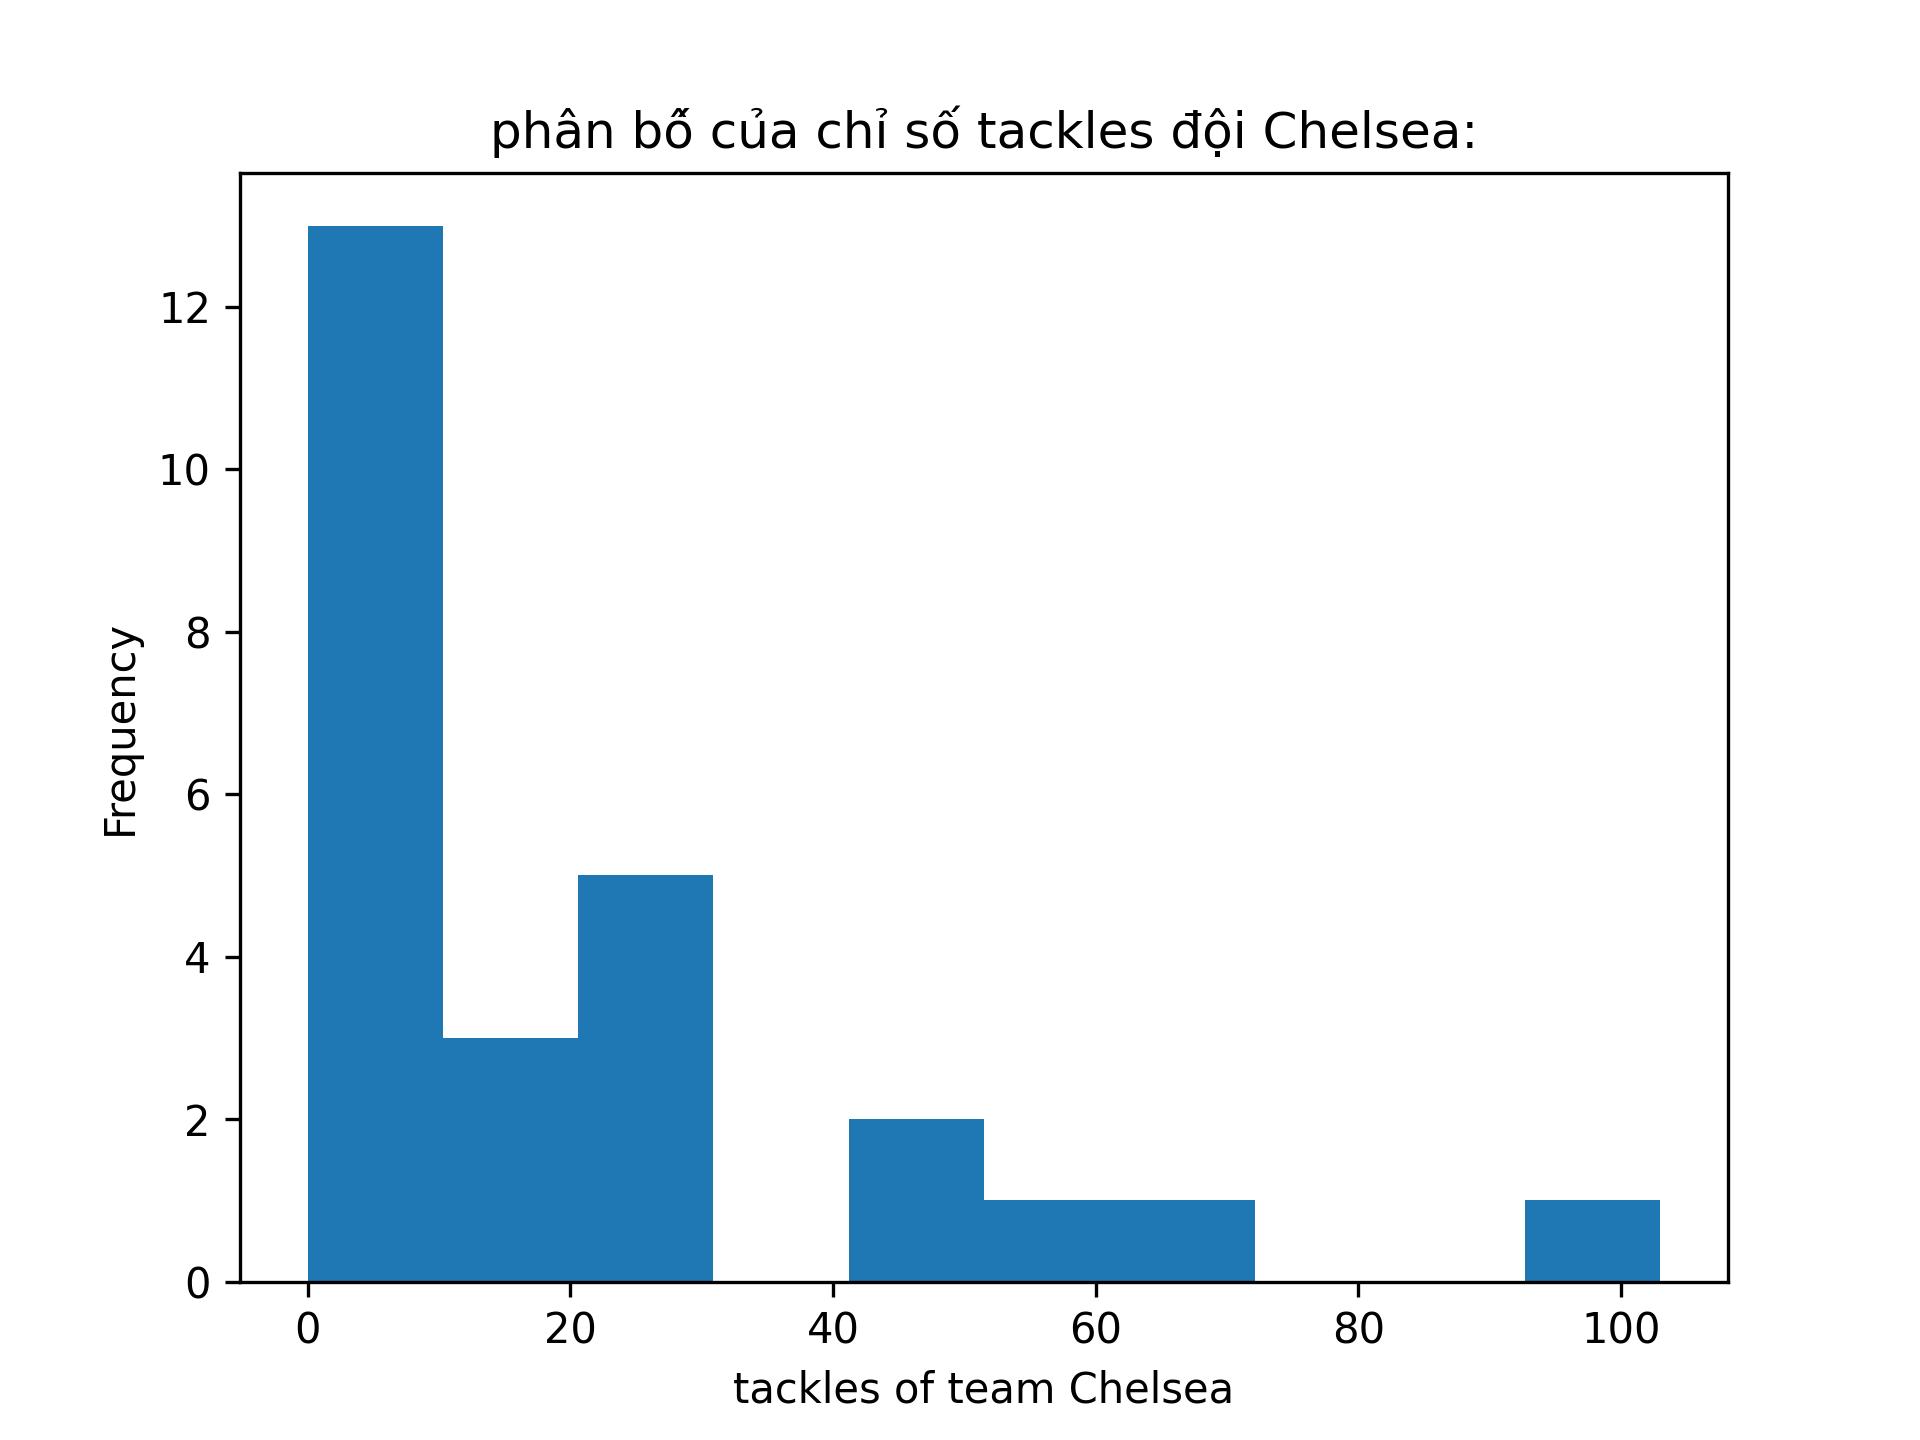 phân bố của chỉ số tackles đội Chelsea:
12
10
8
6
4
2
0
Frequency
0 20 40 60 80 100
tackles of team Chelsea